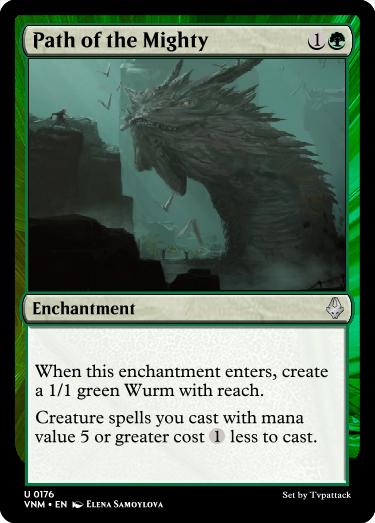 Path of the Mighty 1
Enchantment
When this enchantment enters, create
a 1/1 green Wurm with reach.
Creature spells you cast with mana
value 5 or greater cost 1 less to cast.
U 0176
Set by Tvpattack
VNM • EN Elena Samoylova